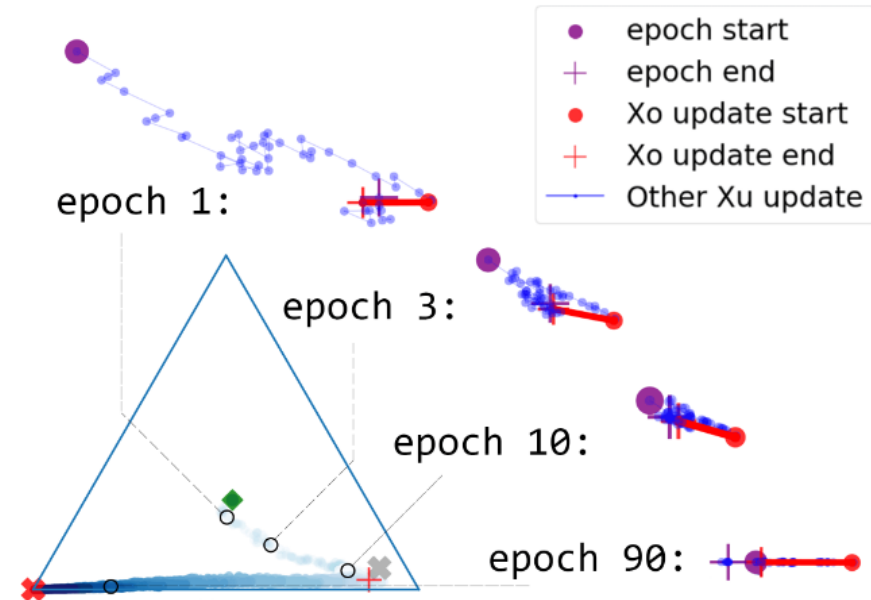 epoch start
epoch end
Xo update start
Xo update end
Other Xu update
epoch 1:
epoch 3:
epoch 10:
epoch 90: